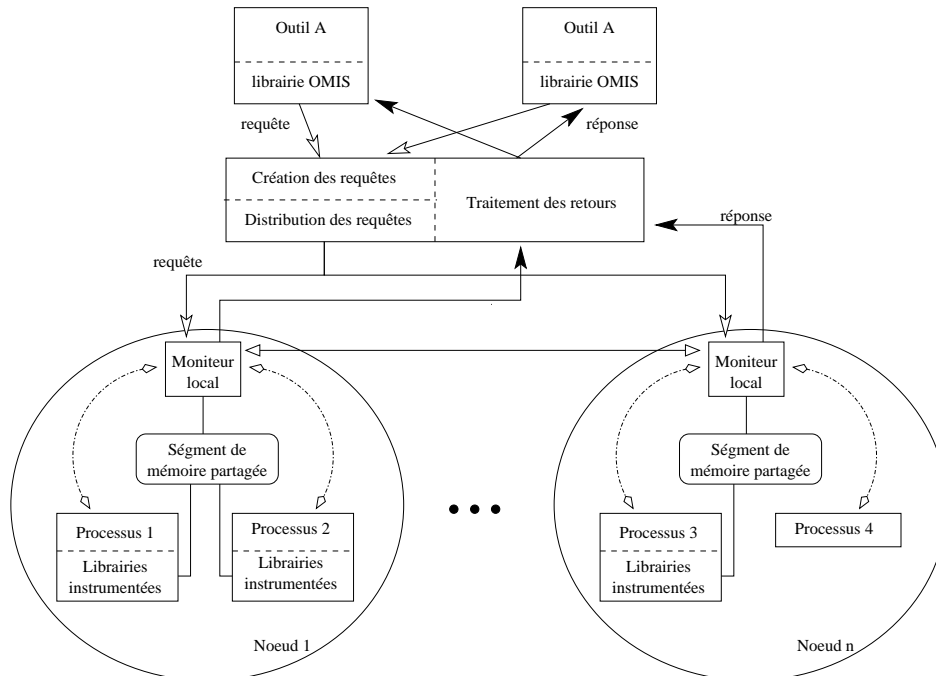 Outil A
librairie OMIS
Outil A
librairie OMIS
requête
réponse
Création des requêtes
Distribution des requêtes
Traitement des retours
réponse
requête
Moniteur
local
Moniteur
local
Ségment de
mémoire partagée
Ségment de
mémoire partagée
Processus 1
Librairies
instrumentées
Processus 2
Librairies
instrumentées
Processus 3
Librairies
instrumentées
Processus 4
Noeud 1
Noeud n